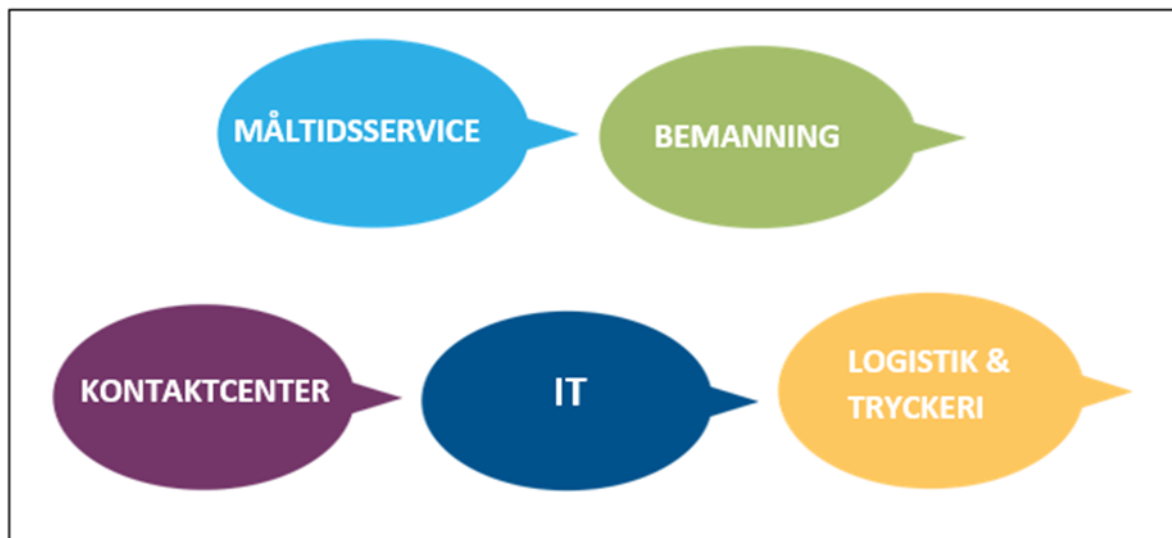 MÅLTIDSSERVICE
BEMANNING
KONTAKTCENTER
IT
LOGISTIK &
TRYCKERI